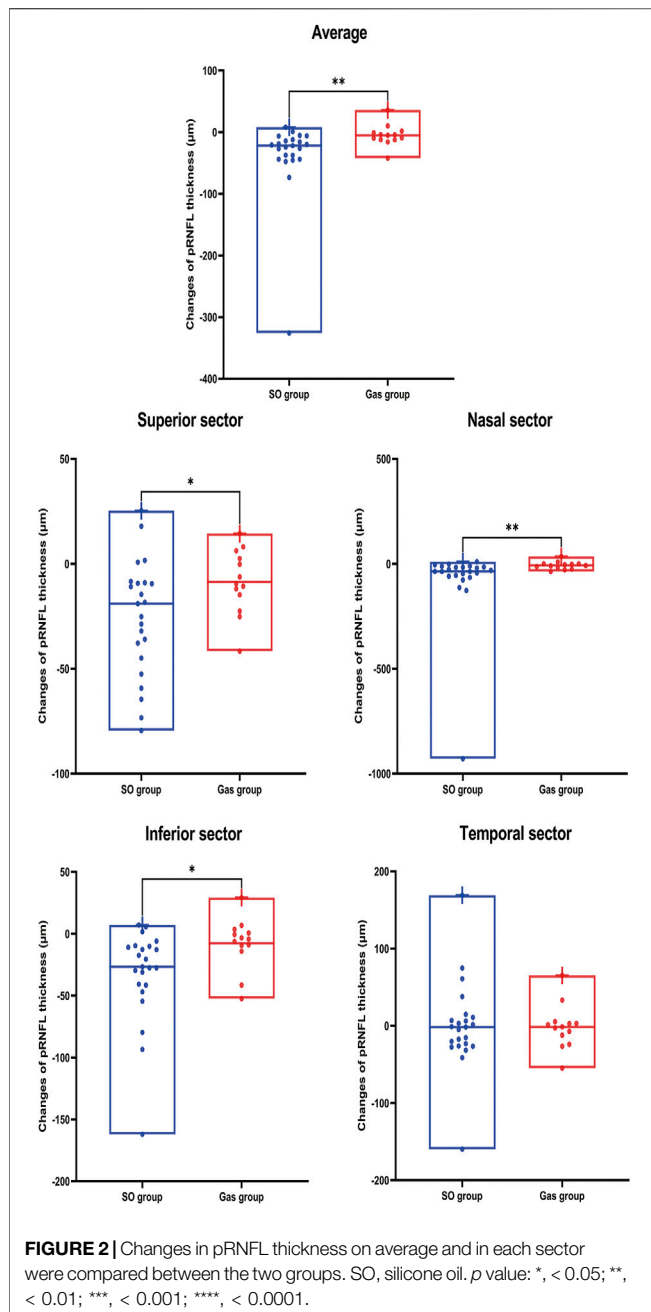 Average
**
Changes of pRNFL thickness (µm)
100
0
-100
-200
-300
-400
SO group Gas group
Superior sector
*
Changes of pRNFL thickness (µm)
50
0
-50
-100
SO group Gas group
Nasal sector
**
Changes of pRNFL thickness (µm)
500
0
-500
-1000
SO group Gas group
Inferior sector
*
Changes of pRNFL thickness (µm)
50
0
-50
-100
-150
-200
SO group Gas group
Temporal sector
Changes of pRNFL thickness (µm)
200
100
0
-100
-200
SO group Gas group
FIGURE 2 | Changes in pRNFL thickness on average and in each sector
were compared between the two groups. SO, silicone oil. p value: *, < 0.05; **,
< 0.01; ***, < 0.001; ****, < 0.0001.